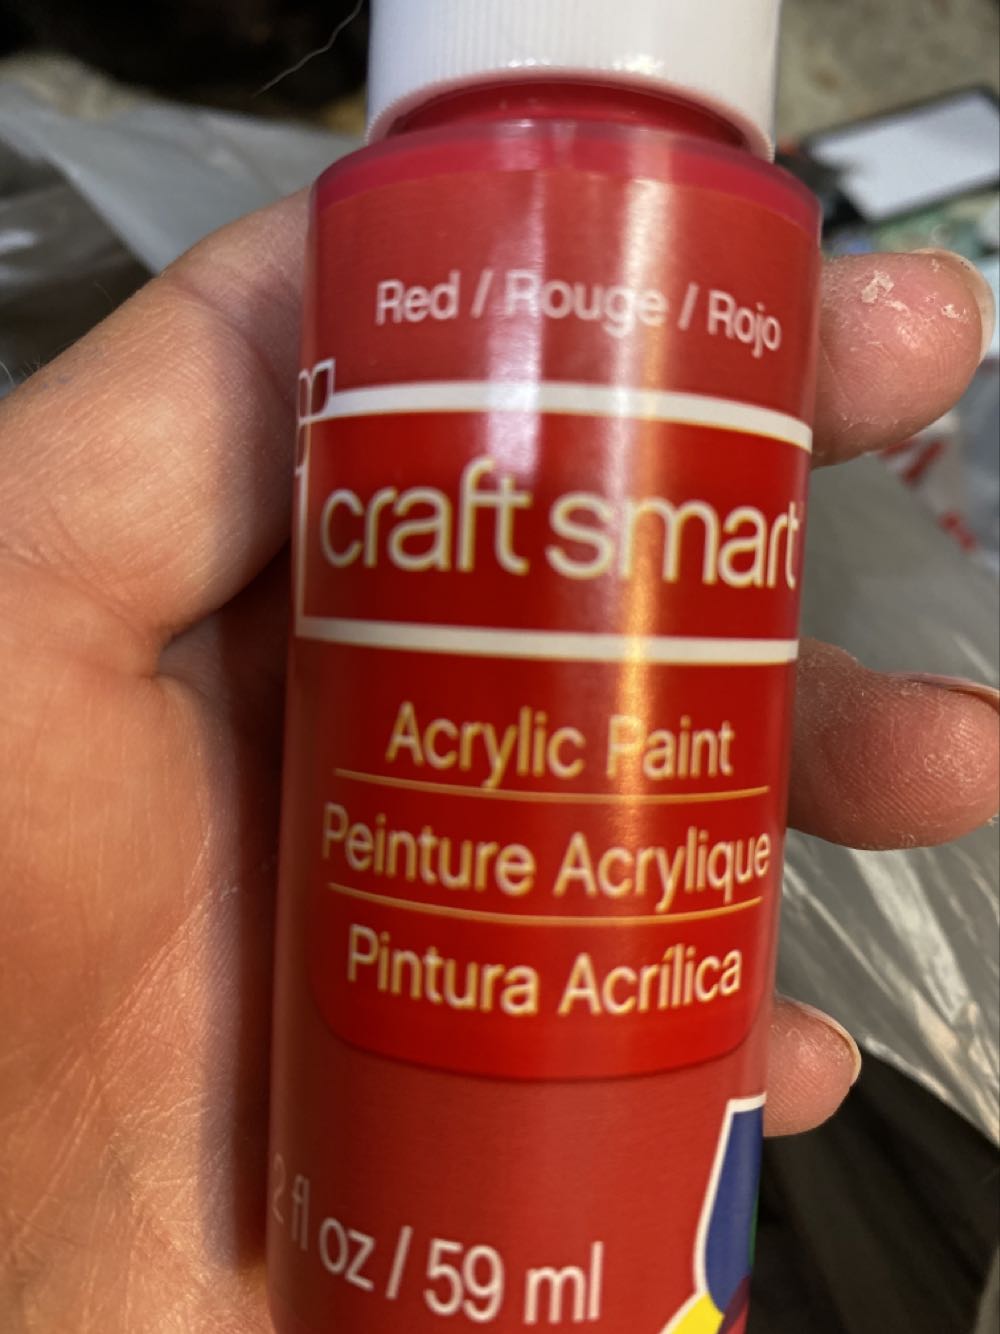 Red / Rouge / Rojo
craft smart
Acrylic Paint
Peinture Acrylique
Pintura Acrílica
2 fl oz / 59 ml